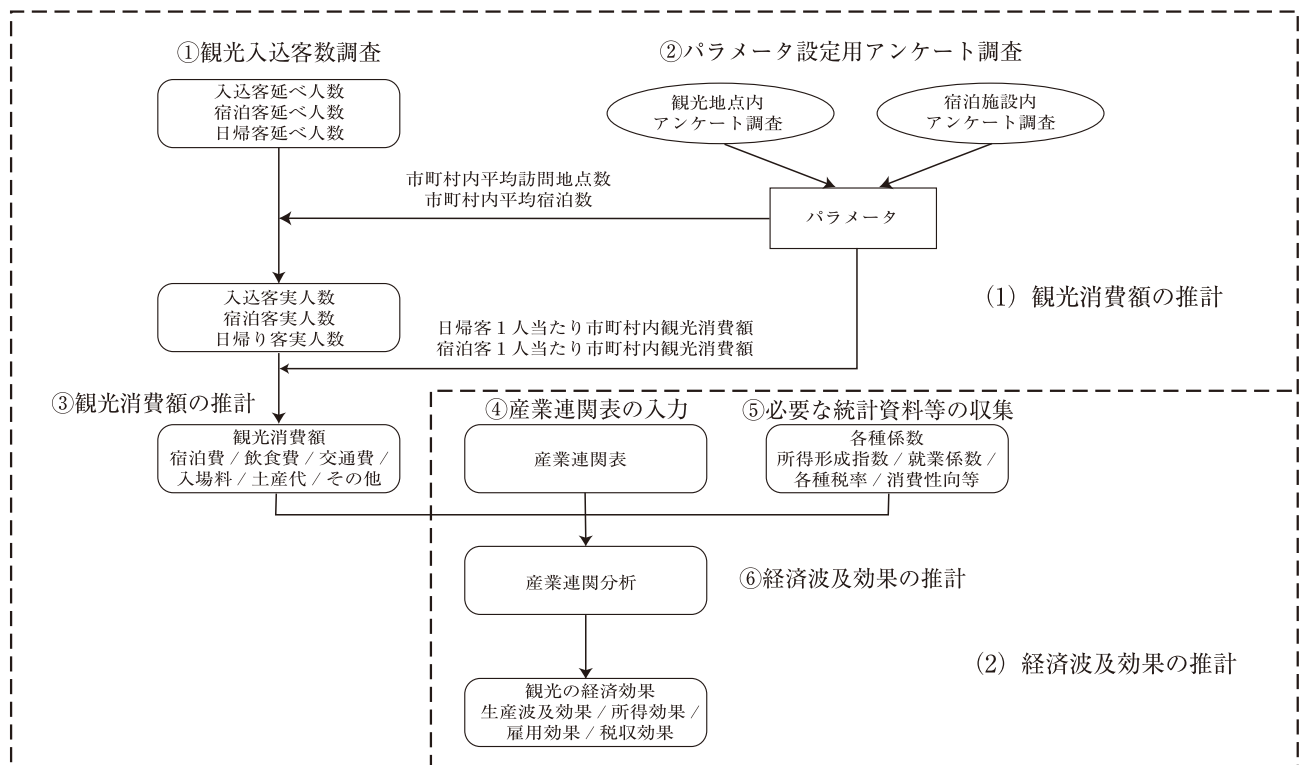 ①観光入込客数調査
入込客延べ人数
宿泊客延べ人数
日帰客延べ人数
②パラメータ設定用アンケート調査
観光地点内
アンケート調査
宿泊施設内
アンケート調査
市町村内平均訪問地点数
市町村内平均宿泊数
パラメータ
入込客実人数
宿泊客実人数
日帰り客実人数
(1) 観光消費額の推計
日帰客1人当たり市町村内観光消費額
宿泊客1人当たり市町村内観光消費額
③観光消費額の推計
観光消費額
宿泊費 / 飲食費 / 交通費 /
入場料 / 土産代 / その他
④産業連関表の入力
産業連関表
⑤必要な統計資料等の収集
各種係数
所得形成指数 / 就業係数 /
各種税率 / 消費性向等
産業連関分析
⑥経済波及効果の推計
(2) 経済波及効果の推計
観光の経済効果
生産波及効果 / 所得効果 /
雇用効果 / 税収効果